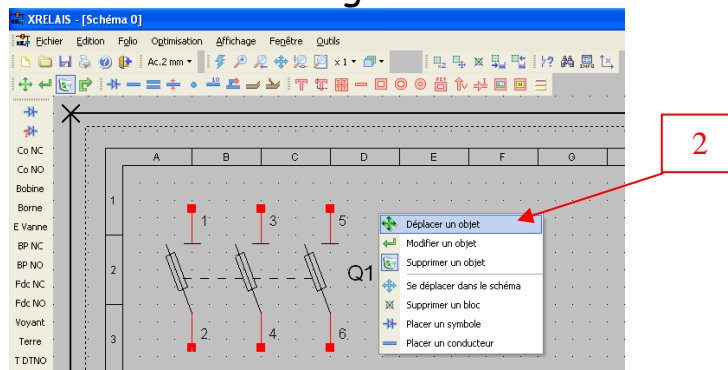 XRELAIS - [Schéma 0]
Fichier Edition Folio Optimisation Affichage Fenêtre Outils
Ac.2 mm x 1
INFO
10
Co NC
Co NO
Bobine
Borne
E Vanne
BP NC
BP NO
Fdc NC
Fdc NO
Voyant
Terre
T DTNO
A B C D E F G
1
2
3
1 3 5
Q1
2 4 6
Déplacer un objet
Modifier un objet
Supprimer un objet
Se déplacer dans le schéma
Supprimer un bloc
Placer un symbole
Placer un conducteur
2